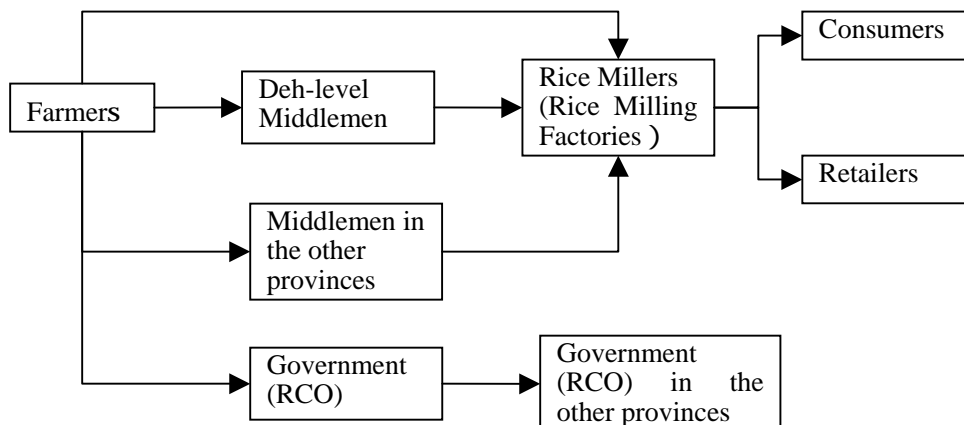 Consumers
Deh-level
Middlemen
Rice Millers
(Rice Milling
Factories )
Farmers
Retailers
Middlemen in
the other
provinces
Government
(RCO)
Government
(RCO) in the
other provinces